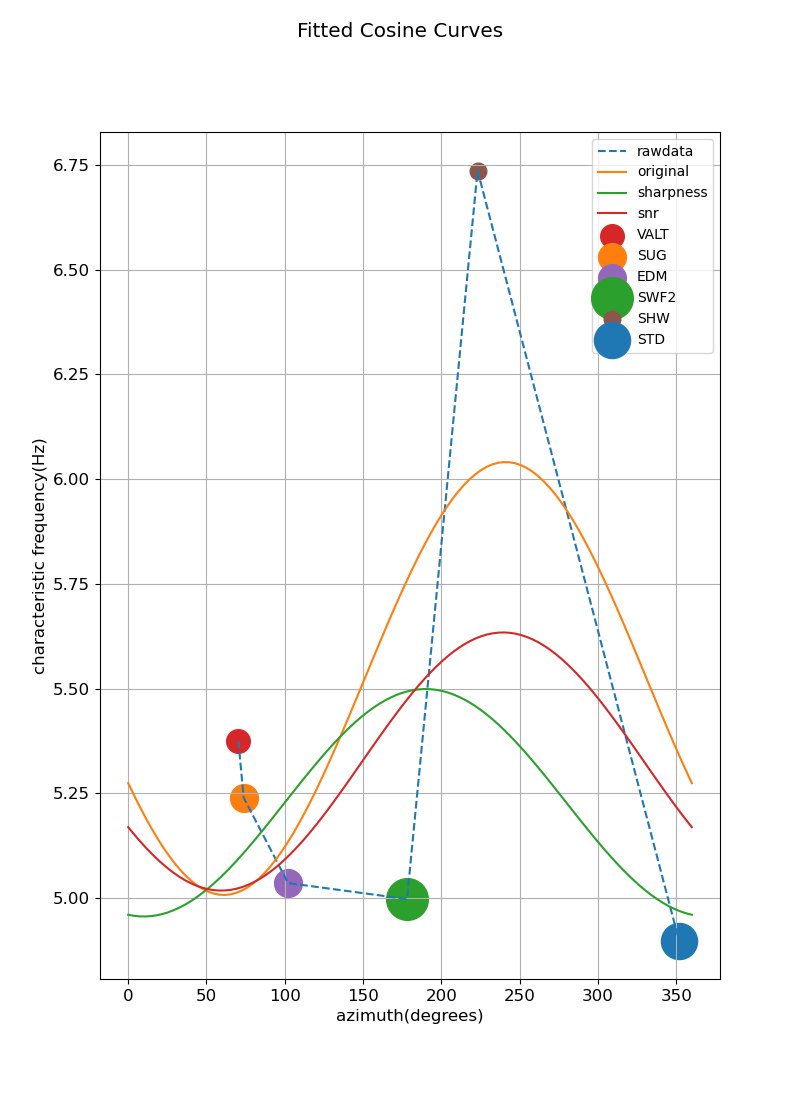 Fitted Cosine Curves
rawdata
original
sharpness
snr
VALT
SUG
EDM
SWF2
SHW
STD
characteristic frequency(Hz)
6.75
6.50
6.25
6.00
5.75
5.50
5.25
5.00
0 50 100 150 200 250 300 350
azimuth(degrees)